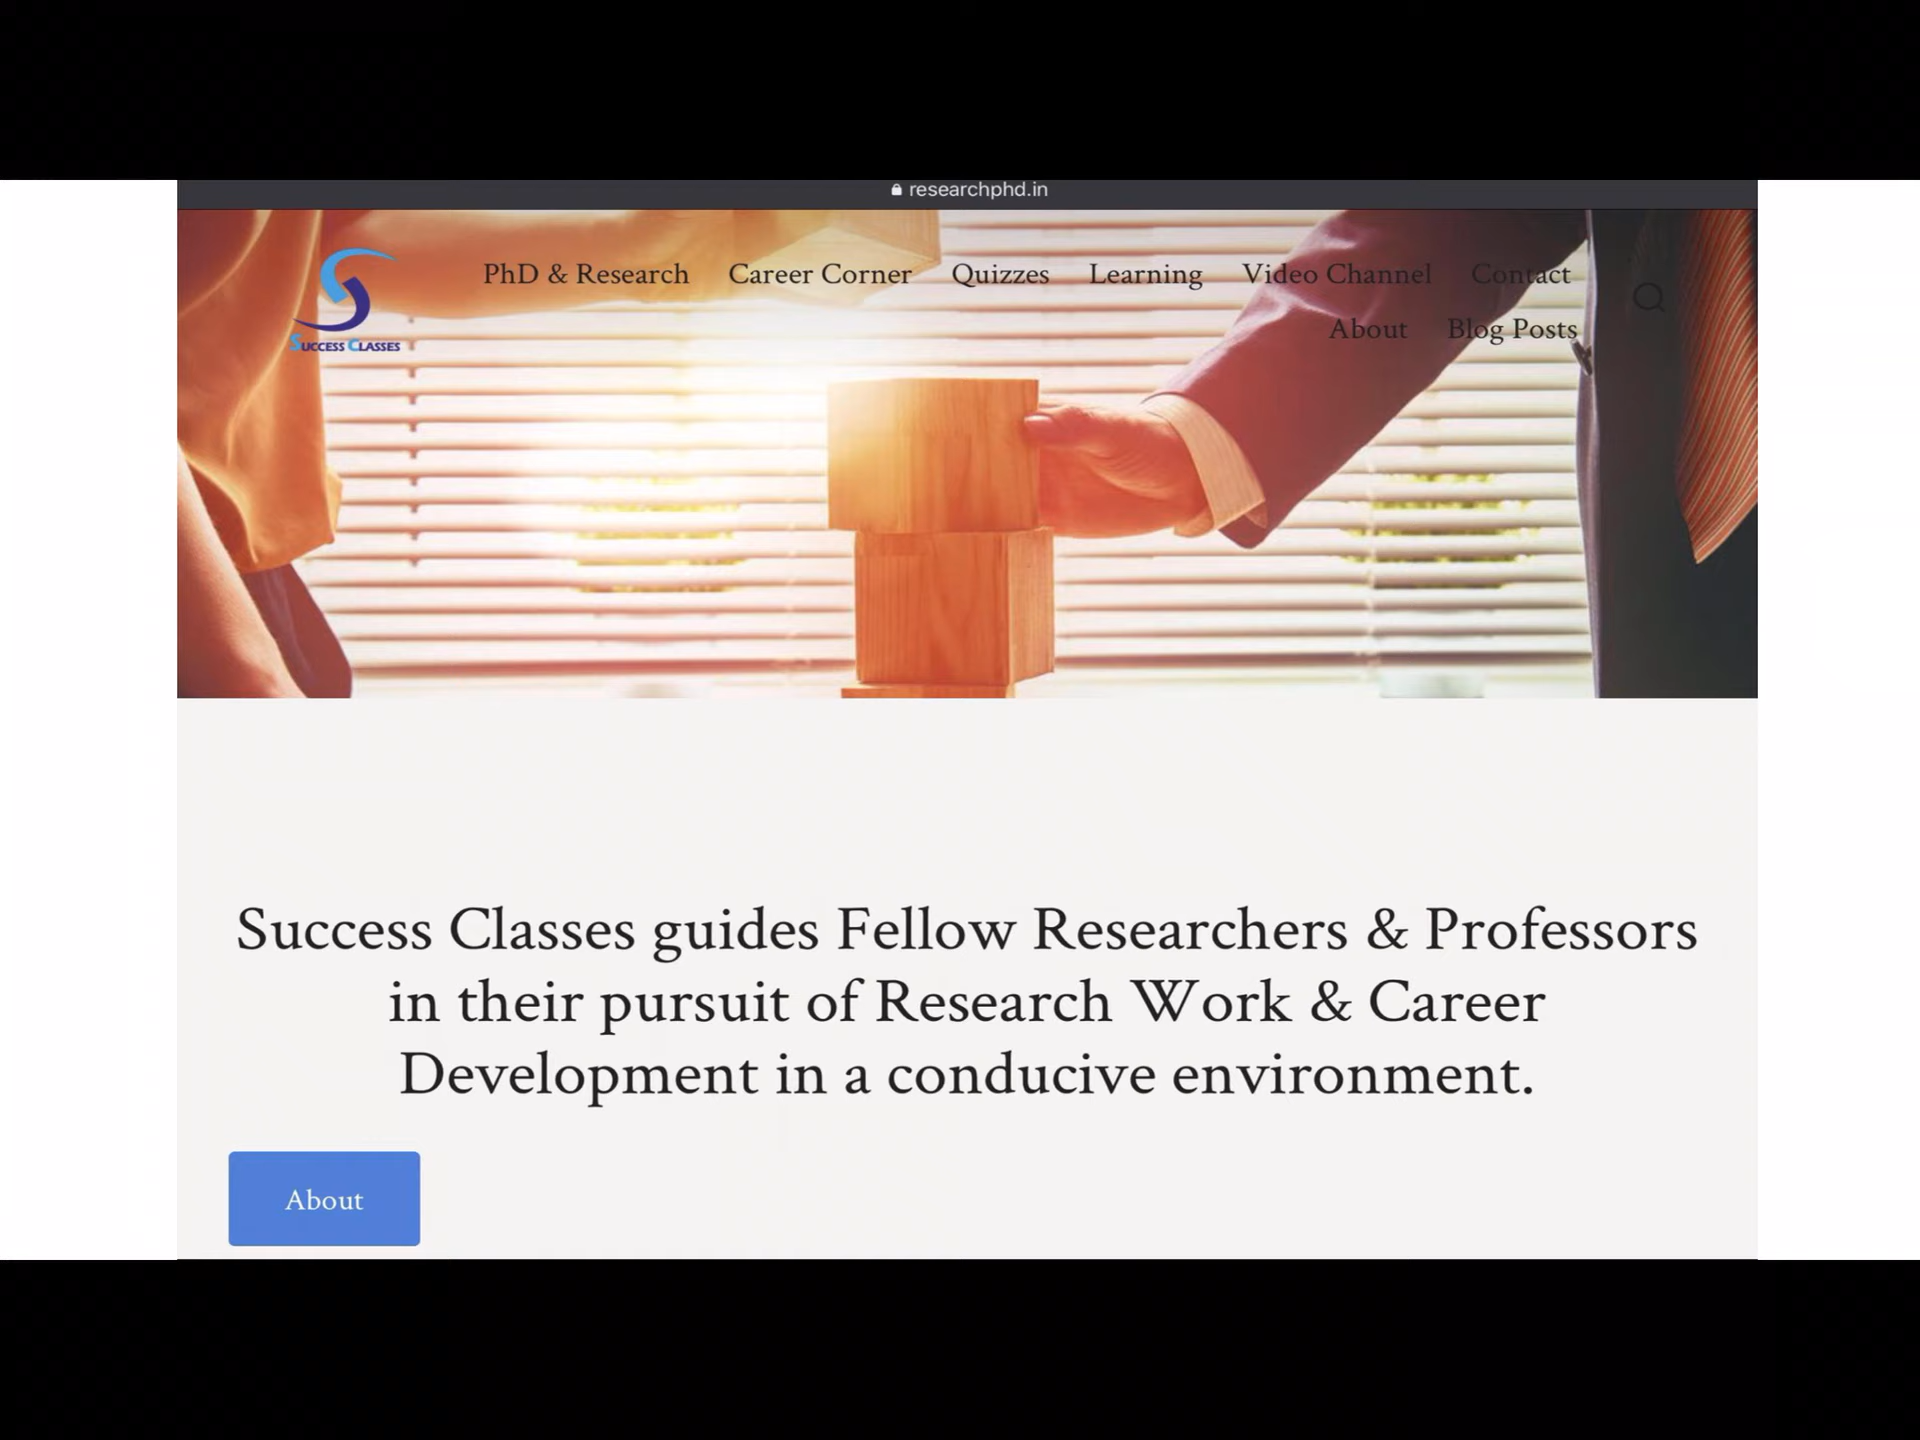 researchphd.in
PhD & Research Career Corner Quizzes Learning Video Channel Contact
About Blog Posts
SUCCESS CLASSES
Success Classes guides Fellow Researchers & Professors
in their pursuit of Research Work & Career
Development in a conducive environment.
About